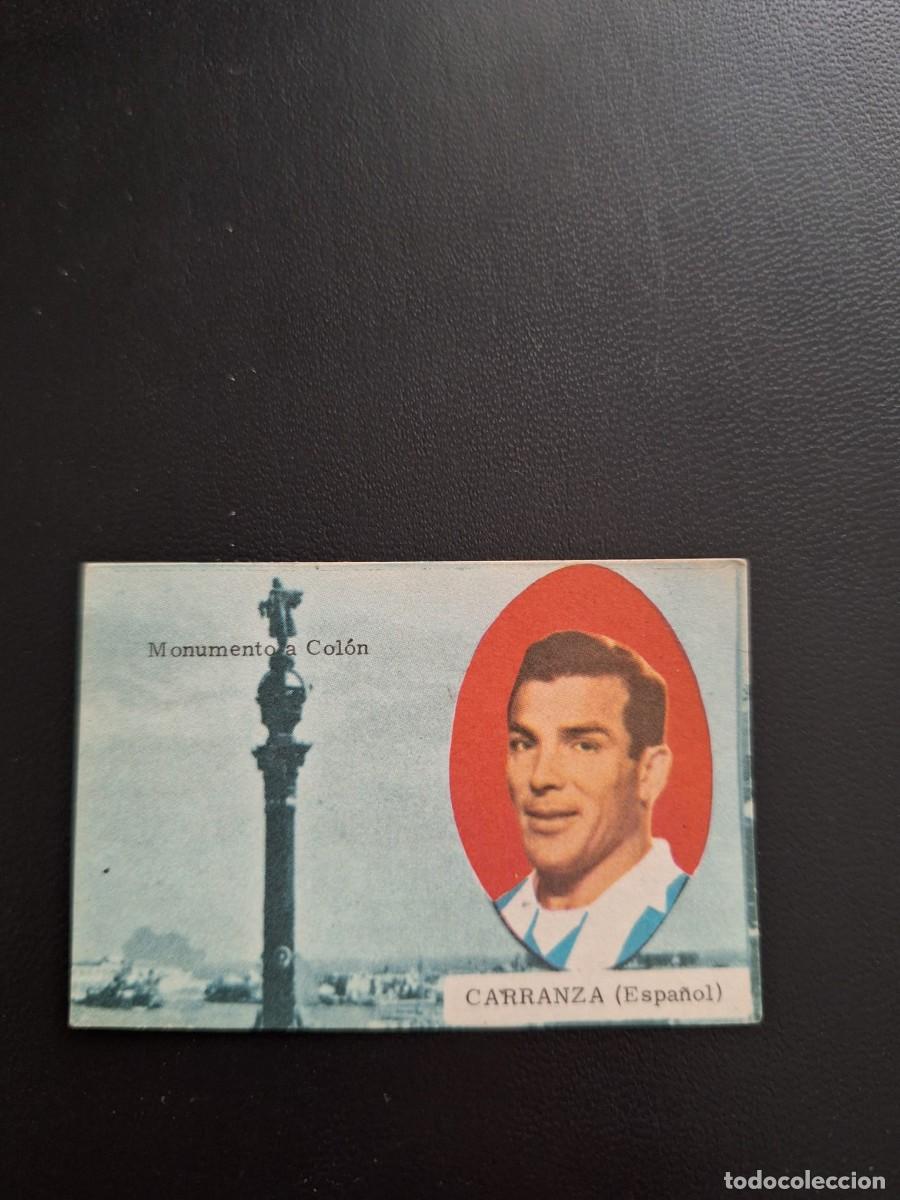 Monumento a Colón
CARRANZA (Español)
todocoleccion